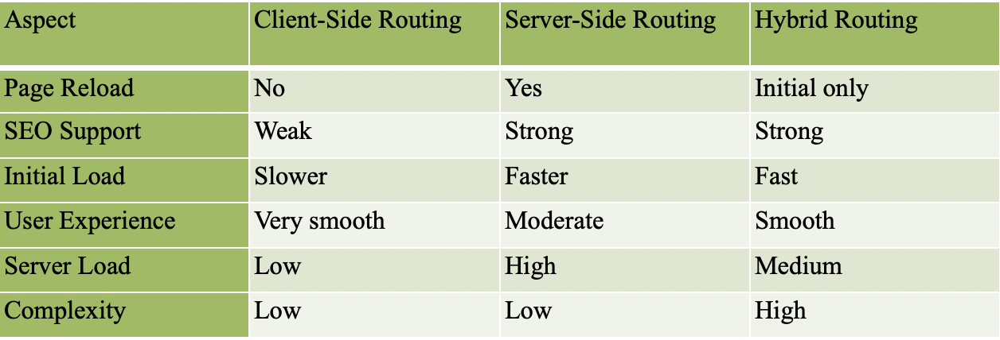 Aspect Client-Side Routing Server-Side Routing Hybrid Routing
Page Reload No Yes Initial only
SEO Support Weak Strong Strong
Initial Load Slower Faster Fast
User Experience Very smooth Moderate Smooth
Server Load Low High Medium
Complexity Low Low High